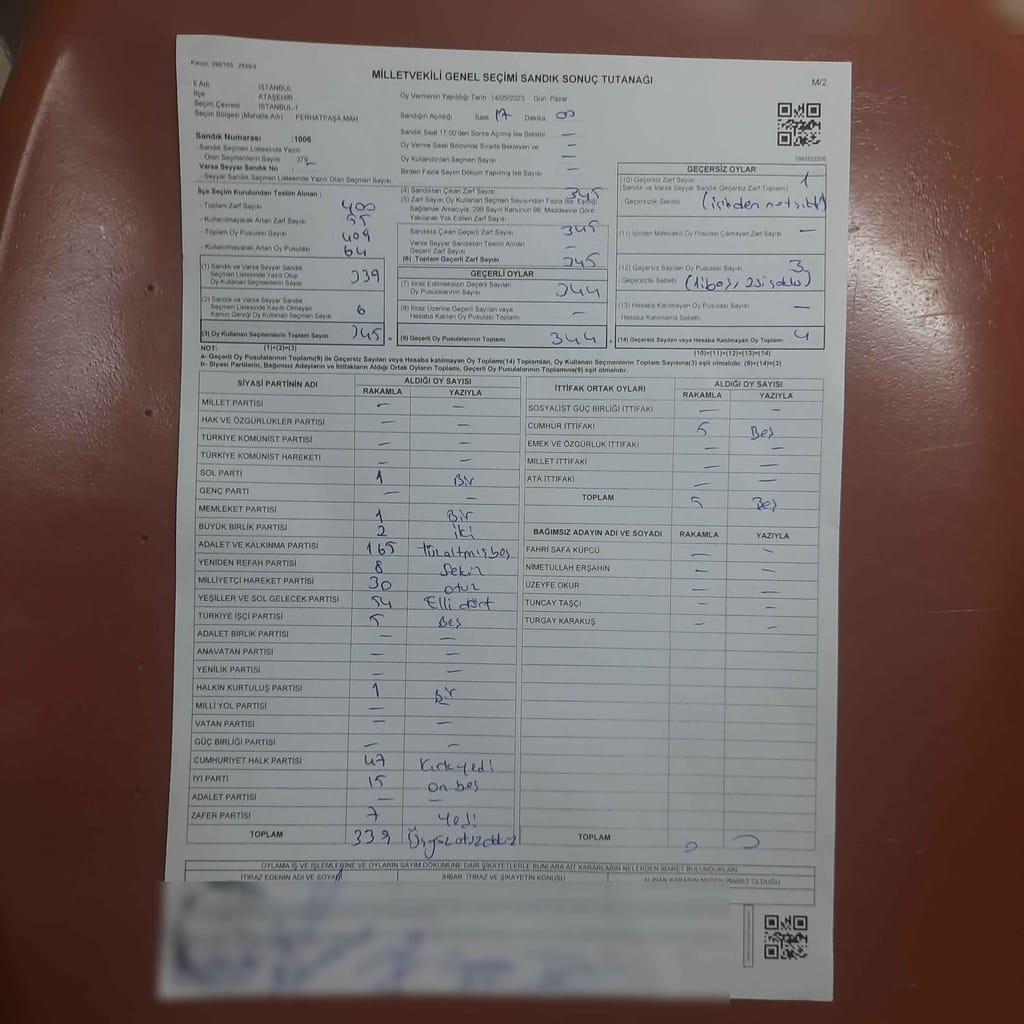 Kanun: 298/105 2839/4
MİLLETVEKİLİ GENEL SEÇİMİ SANDIK SONUÇ TUTANAĞI
M/2
İl Adı : İSTANBUL
İlçe : ATAŞEHİR
Seçim Çevresi : İSTANBUL-1
Seçim Bölgesi (Mahalle Adı) : FERHATPAŞA MAH
Oy Vermenin Yapıldığı Tarih : 14/05/2023 Gün: Pazar
Sandığın Açıldığı Saat 17 Dakika 00
Sandık Saat 17:00'den Sonra Açılmış İse Sebebi —
Oy Verme Saati Bitiminde Sırada Bekleyen ve —
Oy Kullandırılan Seçmen Sayısı —
Birden Fazla Sayım Döküm Yapılmış İse Sayısı —
Sandık Numarası :1006
- Sandık Seçmen Listesinde Yazılı
Olan Seçmenlerin Sayısı
Varsa Seyyar Sandık No :
- Seyyar Sandık Seçmen Listesinde Yazılı Olan Seçmen Sayısı
İlçe Seçim Kurulundan Teslim Alınan ;
- Toplam Zarf Sayısı 400
- Kullanılmayarak Artan Zarf Sayısı 55
- Toplam Oy Pusulası 409
- Kullanılmayarak Artan Oy Pusulası 64
(1) Sandık ve Varsa Seyyar Sandık
Seçmen Listesinde Yazılı Olup
Oy Kullanan Seçmenlerin Sayısı 339
(2) Sandık ve Varsa Seyyar Sandık
Seçmen Listesinde Kayıtlı Olmayan
Kanun Gereği Oy Kullanan Seçmen Sayısı 6
(3) Oy Kullanan Seçmenlerin Toplam Sayısı 345
(4) Sandıktan Çıkan Zarf Sayısı 345
(5) Zarf Sayısı Oy Kullanan Seçmen Sayısından Fazla İse, Eşitliği
Sağlamak Amacıyla, 298 Sayılı Kanunun 98. Maddesine Göre
Yakılarak Yok Edilen Zarf Sayısı
Sandıkta Çıkan Geçerli Zarf Sayısı 345
Varsa Seyyar Sandıktan Teslim Alınan
Geçerli Zarf Sayısı —
(6) Toplam Geçerli Zarf Sayısı 345
GEÇERLİ OYLAR
(7) İtiraz Edilmeksizin Geçerli Sayılan
Oy Pusulalarının Sayısı 344
(8) İtiraz Üzerine Geçerli Sayılan veya
Hesaba Katılan Oy Pusulaları Toplamı —
(9) Geçerli Oy Pusulalarının Toplamı 344
GEÇERSİZ OYLAR
(10) Geçersiz Zarf Sayısı 1
(Sandık ve Varsa Seyyar Sandık Geçersiz Zarf Toplamı)
- Geçersizlik Sebebi
(11) İçinden Milletvekili Oy Pusulası Çıkmayan Zarf Sayısı —
(12) Geçersiz Sayılan Oy Pusulası Sayısı 3
Geçersizlik Sebebi
(13) Hesaba Katılmayan Oy Pusulası Sayısı —
- Hesaba Katılmama Sebebi
(14) Geçersiz Sayılan veya Hesaba Katılmayan Oy Toplamı 4
NOT: (1)+(2)=(3) (10)+(11)+(12)+(13)=(14)
a- Geçerli Oy Pusulalarının Toplamı(9) ile Geçersiz Sayılan veya Hesaba katılmayan Oy Toplamı(14) Toplamları, Oy Kullanan Seçmenlerin Toplam Sayısına(3) eşit olmalıdır. (9)+(14)=(3)
b- Siyasi Partilerin, Bağımsız Adayların ve İttifakların Aldığı Ortak Oyların Toplamı, Geçerli Oy Pusulalarının Toplamına(9) eşit olmalıdır.
SİYASİ PARTİNİN ADI ALDIĞI OY SAYISI
RAKAMLA YAZIYLA
MİLLET PARTİSİ — —
HAK VE ÖZGÜRLÜKLER PARTİSİ — —
TÜRKİYE KOMÜNİST PARTİSİ — —
TÜRKİYE KOMÜNİST HAREKETİ — —
SOL PARTİ 1 Bir
GENÇ PARTİ — —
MEMLEKET PARTİSİ 1 Bir
BÜYÜK BİRLİK PARTİSİ 2 iki
ADALET VE KALKINMA PARTİSİ 165 Yüzaltmışbeş
YENİDEN REFAH PARTİSİ 8 Sekiz
MİLLİYETÇİ HAREKET PARTİSİ 30 otuz
YEŞİLLER VE SOL GELECEK PARTİSİ 54 Elli dört
TÜRKİYE İŞÇİ PARTİSİ 5 Beş
ADALET BİRLİK PARTİSİ — —
ANAVATAN PARTİSİ — —
YENİLİK PARTİSİ — —
HALKIN KURTULUŞ PARTİSİ 1 bir
MİLLİ YOL PARTİSİ —
VATAN PARTİSİ — —
GÜÇ BİRLİĞİ PARTİSİ — —
CUMHURİYET HALK PARTİSİ 47 Kırkyedi
İYİ PARTİ 15 on beş
ADALET PARTİSİ — —
ZAFER PARTİSİ 7 Yedi
TOPLAM 339 Üçyüzotuzdokuz
İTTİFAK ORTAK OYLARI ALDIĞI OY SAYISI
RAKAMLA YAZIYLA
SOSYALİST GÜÇ BİRLİĞİ İTTİFAKI — —
CUMHUR İTTİFAKI 5 Beş
EMEK VE ÖZGÜRLÜK İTTİFAKI — —
MİLLET İTTİFAKI — —
ATA İTTİFAKI — —
TOPLAM 5 Beş
BAĞIMSIZ ADAYIN ADI VE SOYADI RAKAMLA YAZIYLA
FAHRİ SAFA KÜPCÜ — —
NİMETULLAH ERŞAHİN — —
ÜZEYFE OKUR — —
TUNCAY TAŞÇI — —
TURGAY KARAKUŞ — —
TOPLAM
OYLAMA İŞ VE İŞLEMLERİNE VE OYLARIN SAYIM DÖKÜMÜNE DAİR ŞİKAYETLERLE BUNLARA AİT KARARLARIN NELERDEN İBARET BULUNDUKLARI
İTİRAZ EDENİN ADI VE SOYADI İHBAR, İTİRAZ VE ŞİKAYETİN KONUSU ALINAN KARARIN NEDEN İBARET OLDUĞU